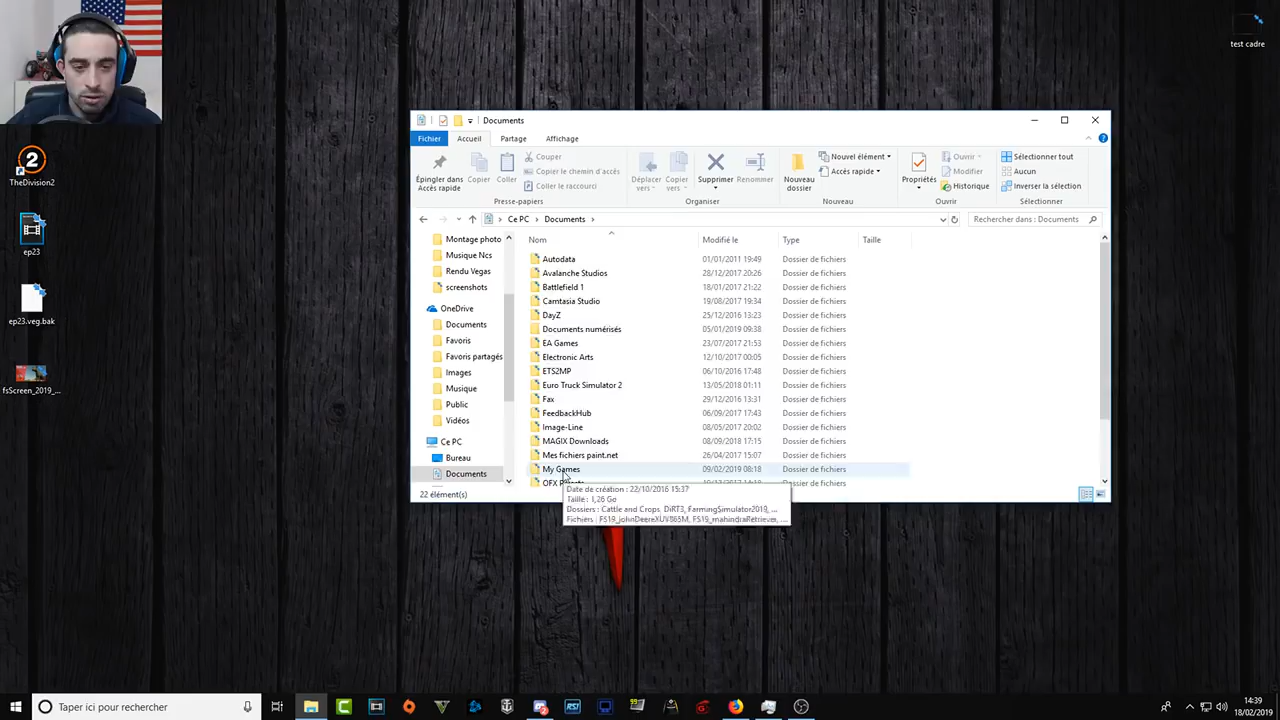 test cadre
2
TheDivision2
ep23
ep23.veg.bak
fsScreen_2019_...
Documents
Fichier
Accueil
Partage
Affichage
Épingler dans
Accès rapide
Copier
Coller
Couper
Copier le chemin d'accès
Coller le raccourci
Presse-papiers
Déplacer
vers
Copier
vers
Supprimer
Renommer
Organiser
Nouveau
dossier
Nouvel élément
Accès rapide
Nouveau
Propriétés
Ouvrir
Modifier
Historique
Ouvrir
Sélectionner tout
Aucun
Inverser la sélection
Sélectionner
Ce PC > Documents >
Rechercher dans : Documents
Montage photo
Musique Ncs
Rendu Vegas
screenshots
OneDrive
Documents
Favoris
Favoris partagés
Images
Musique
Public
Vidéos
Ce PC
Bureau
Documents
Nom Modifié le Type Taille
Autodata 01/01/2011 19:49 Dossier de fichiers
Avalanche Studios 28/12/2017 20:26 Dossier de fichiers
Battlefield 1 18/01/2017 21:22 Dossier de fichiers
Camtasia Studio 19/08/2017 19:34 Dossier de fichiers
DayZ 25/12/2016 13:23 Dossier de fichiers
Documents numérisés 05/01/2019 09:38 Dossier de fichiers
EA Games 23/07/2017 21:53 Dossier de fichiers
Electronic Arts 12/10/2017 00:05 Dossier de fichiers
ETS2MP 06/10/2016 17:48 Dossier de fichiers
Euro Truck Simulator 2 13/05/2018 01:11 Dossier de fichiers
Fax 29/12/2016 13:31 Dossier de fichiers
FeedbackHub 06/09/2017 17:43 Dossier de fichiers
Image-Line 08/05/2017 20:02 Dossier de fichiers
MAGIX Downloads 08/09/2018 17:15 Dossier de fichiers
Mes fichiers paint.net 26/04/2017 15:07 Dossier de fichiers
My Games 09/02/2019 08:18 Dossier de fichiers
OFX Dossier de fichiers
Date de création : 22/10/2016 15:37
Taille : 1,26 Go
Dossiers : Cattle and Crops, DiRT3, FarmingSimulator2019, ...
Fichiers : FS19_johnDeereXUV865M, FS19_mahindraRetriever, ...
22 élément(s)
Taper ici pour rechercher
RSI
14:39
18/02/2019